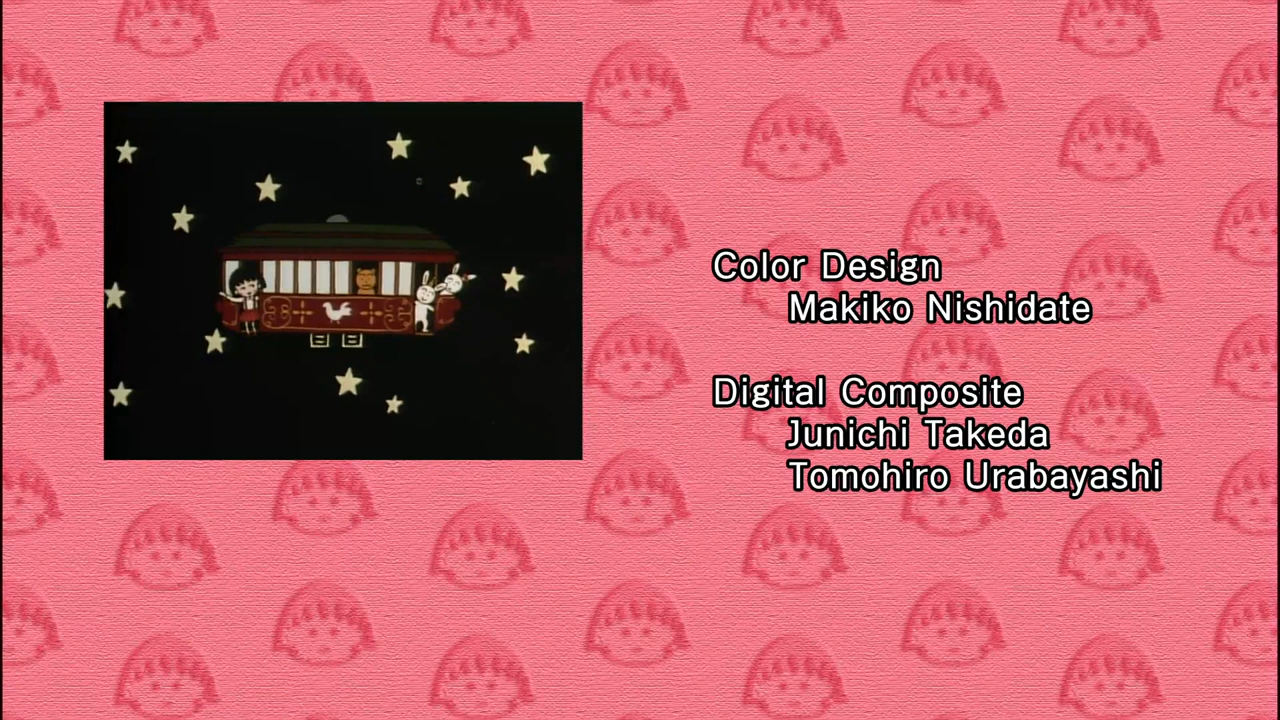 Color Design
Makiko Nishidate
Digital Composite
Junichi Takeda
Tomohiro Urabayashi